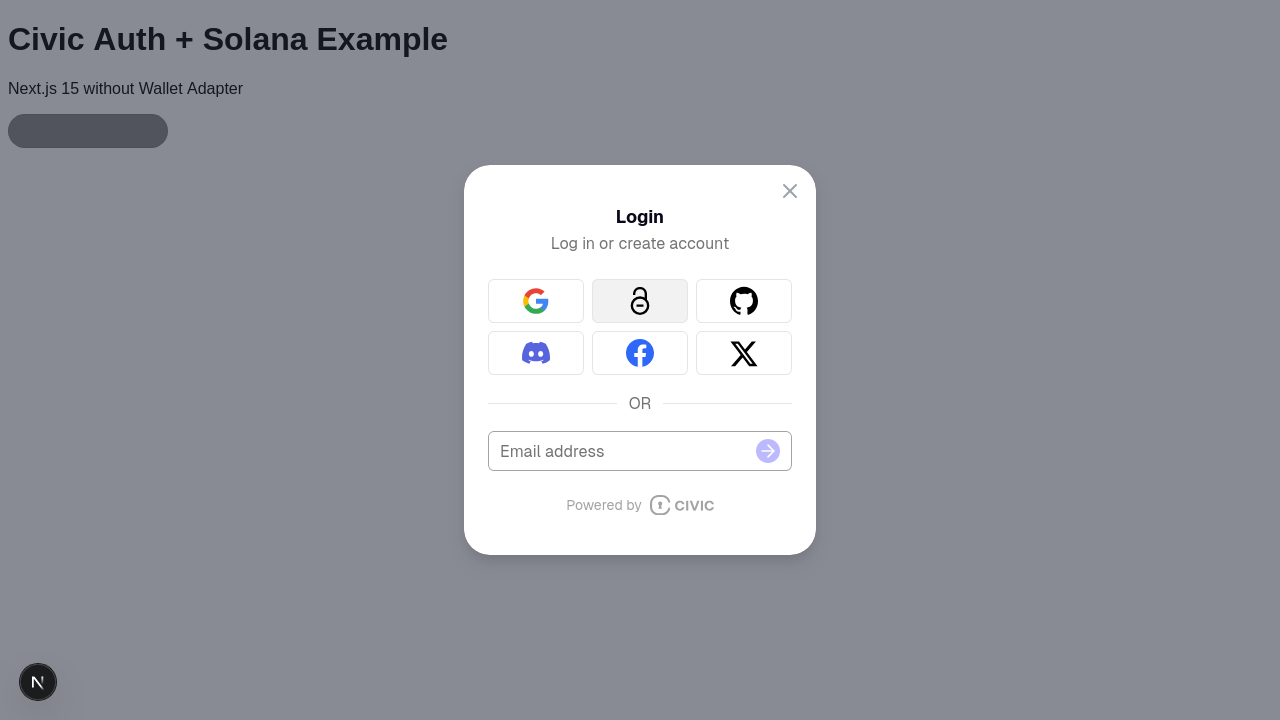 Civic Auth + Solana Example
Next.js 15 without Wallet Adapter
Login
Log in or create account
OR
Email address
Powered by CIVIC
N